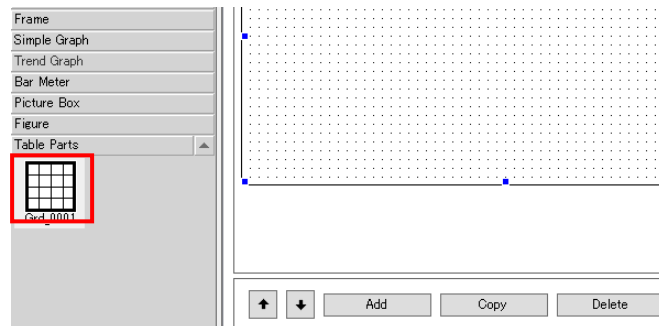 Frame
Simple Graph
Trend Graph
Bar Meter
Picture Box
Figure
Table Parts
Grd_0001
Add Copy Delete